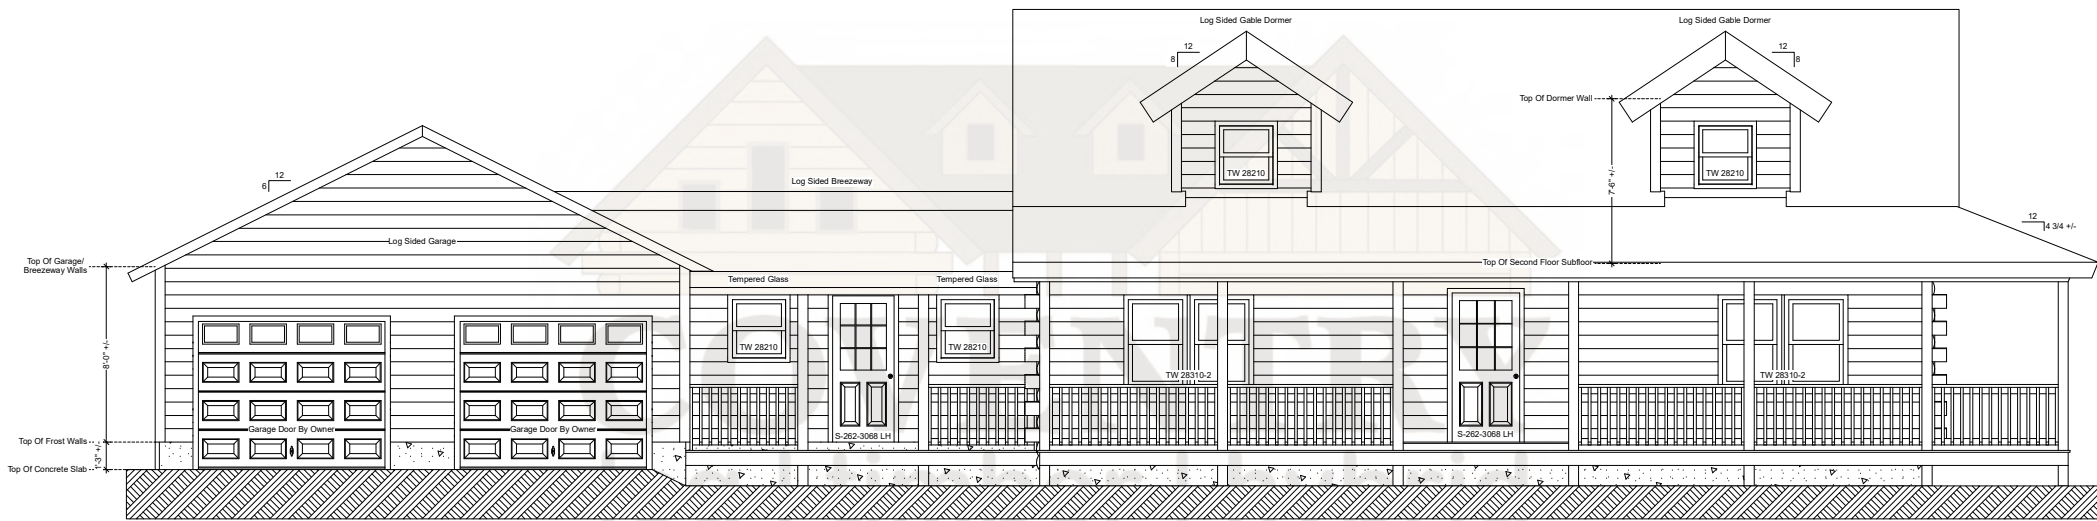 Log Sided Gable Dormer
Log Sided Gable Dormer
12
8
12
8
Top Of Dormer Wall
12
6
Log Sided Breezeway
TW 28210
TW 28210
7'-6" +/-
12
4 3/4 +/-
Log Sided Garage
Top Of Garage/
Breezeway Walls
Top Of Second Floor Subfloor
Tempered Glass
Tempered Glass
8'-0" +/-
TW 28210
TW 28210
COVENTRY
TW 28310-2
TW 28310-2
Garage Door By Owner
Garage Door By Owner
S-262-3068 LH
S-262-3068 LH
Top Of Frost Walls
1'-3" +/-
Top Of Concrete Slab